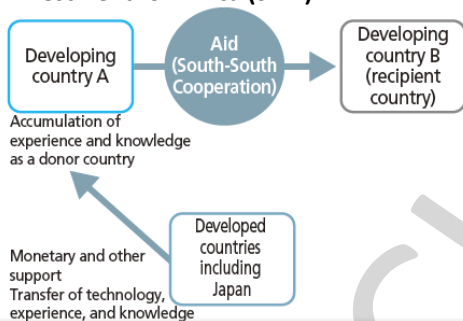 Developing
country A
Aid
(South-South
Cooperation)
Developing
country B
(recipient
country)
Accumulation of
experience and knowledge
as a donor country
Developed
countries
including
Japan
Monetary and other
support
Transfer of technology,
experience, and knowledge